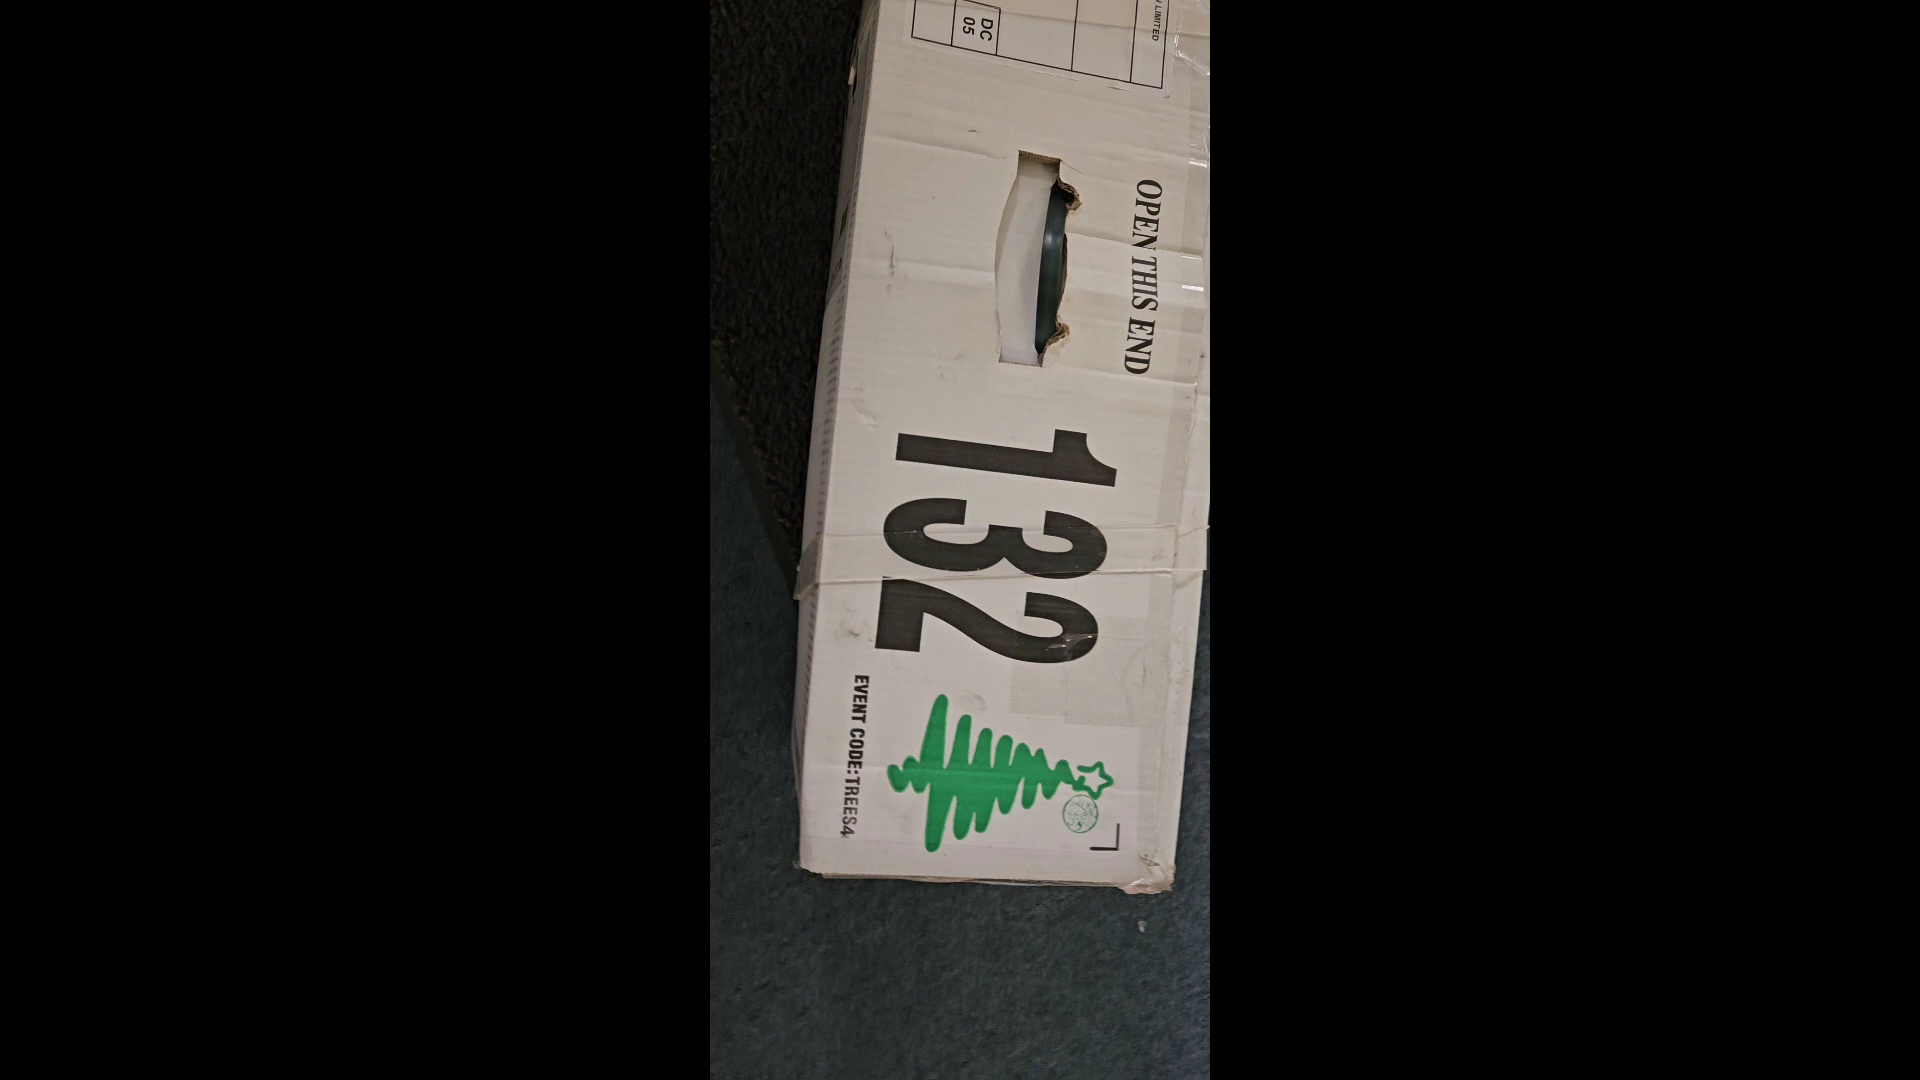 N LIMITED
DC
05
OPEN THIS END
132
EVENT CODE: TREES4